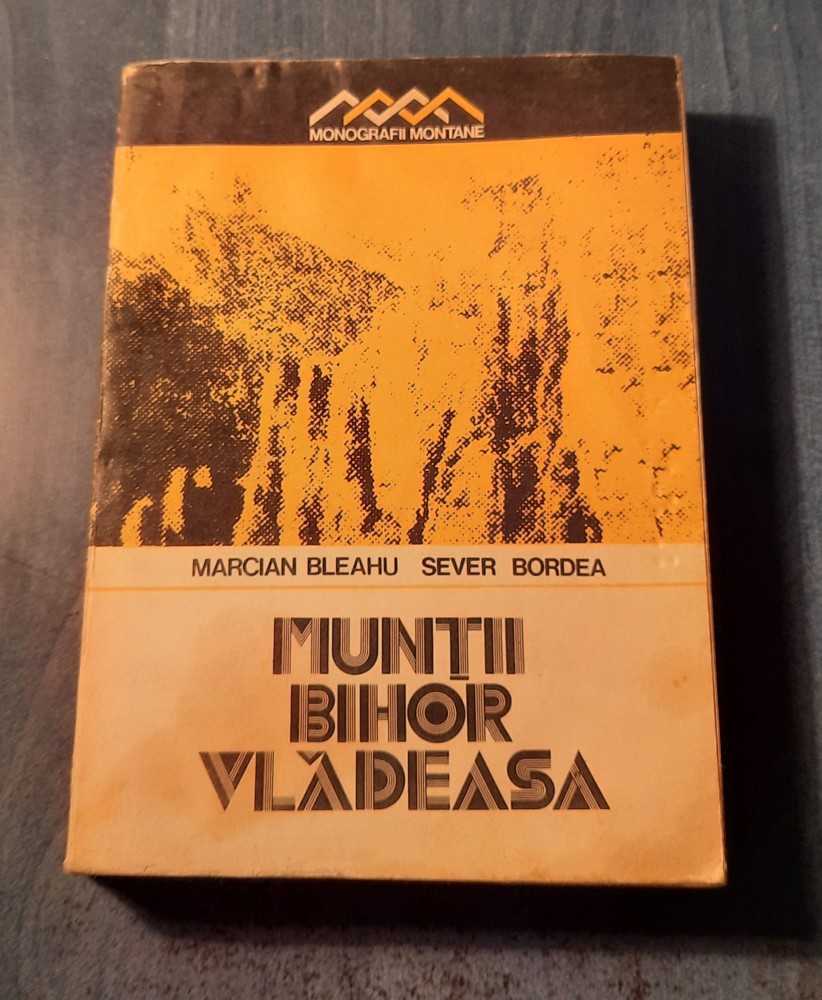 MONOGRAFII MONTANE
MARCIAN BLEAHU SEVER BORDEA
MUNȚII
BIHOR
VLĂDEASA